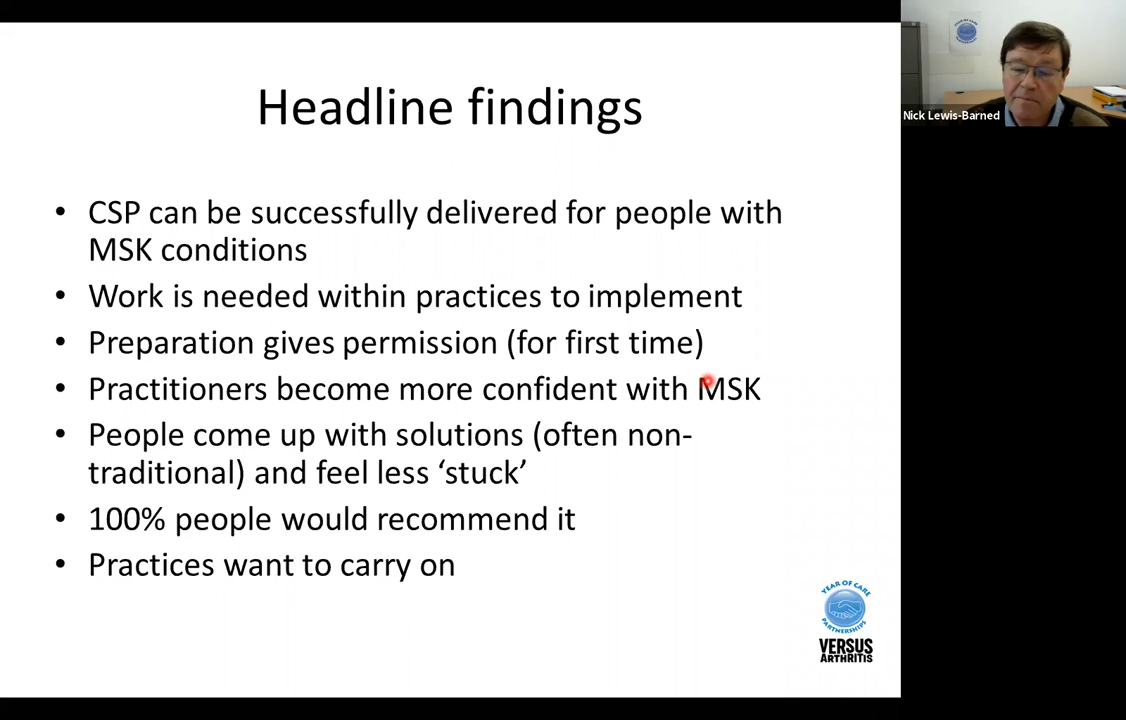 Headline findings
• CSP can be successfully delivered for people with
MSK conditions
• Work is needed within practices to implement
• Preparation gives permission (for first time)
• Practitioners become more confident with MSK
• People come up with solutions (often non-
traditional) and feel less ‘stuck’
• 100% people would recommend it
• Practices want to carry on
YEAR OF CARE
PARTNERSHIPS
VERSUS
ARTHRITIS
YEAR OF CARE
Nick Lewis-Barned